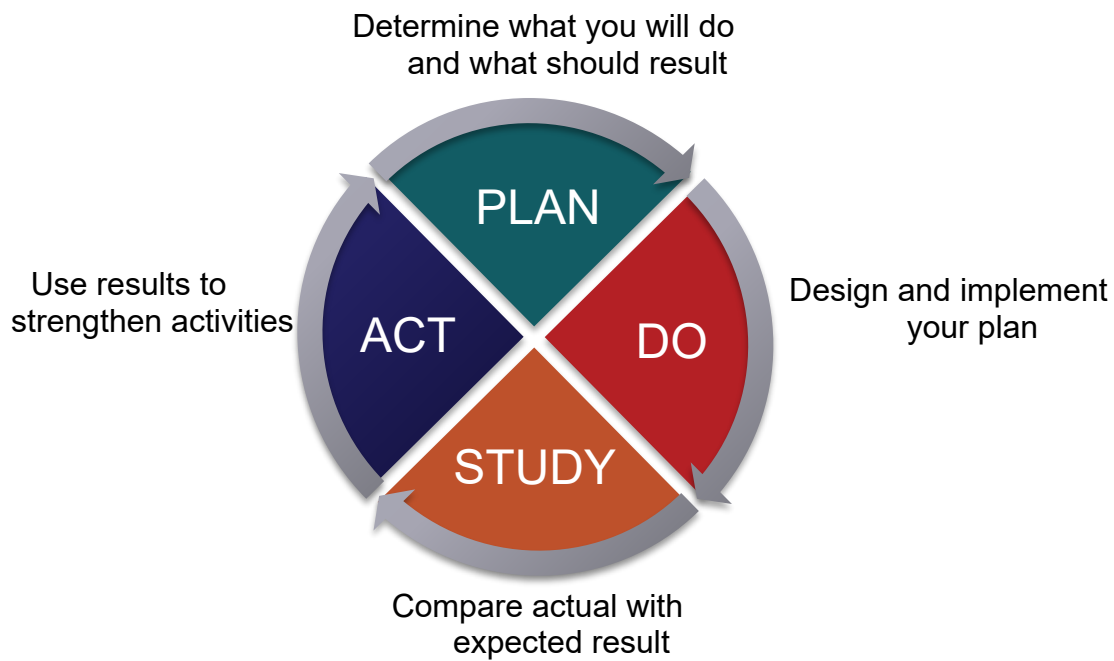 Determine what you will do
and what should result
PLAN
Use results to
strengthen activities
ACT
DO
Design and implement
your plan
STUDY
Compare actual with
expected result